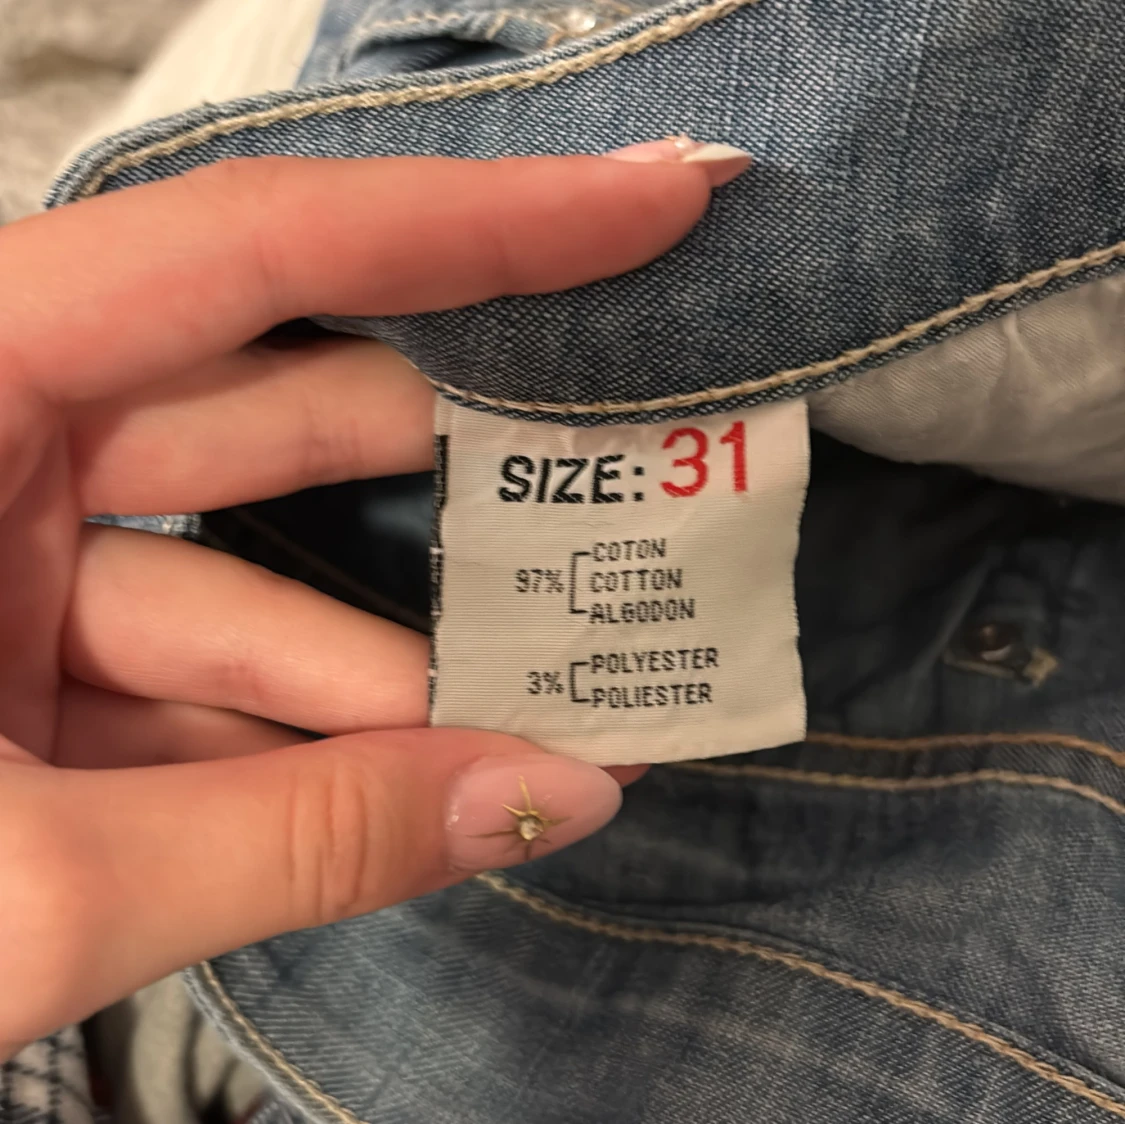 SIZE: 31
COTON
97% COTTON
ALGODON
POLYESTER
3%
POLIESTER